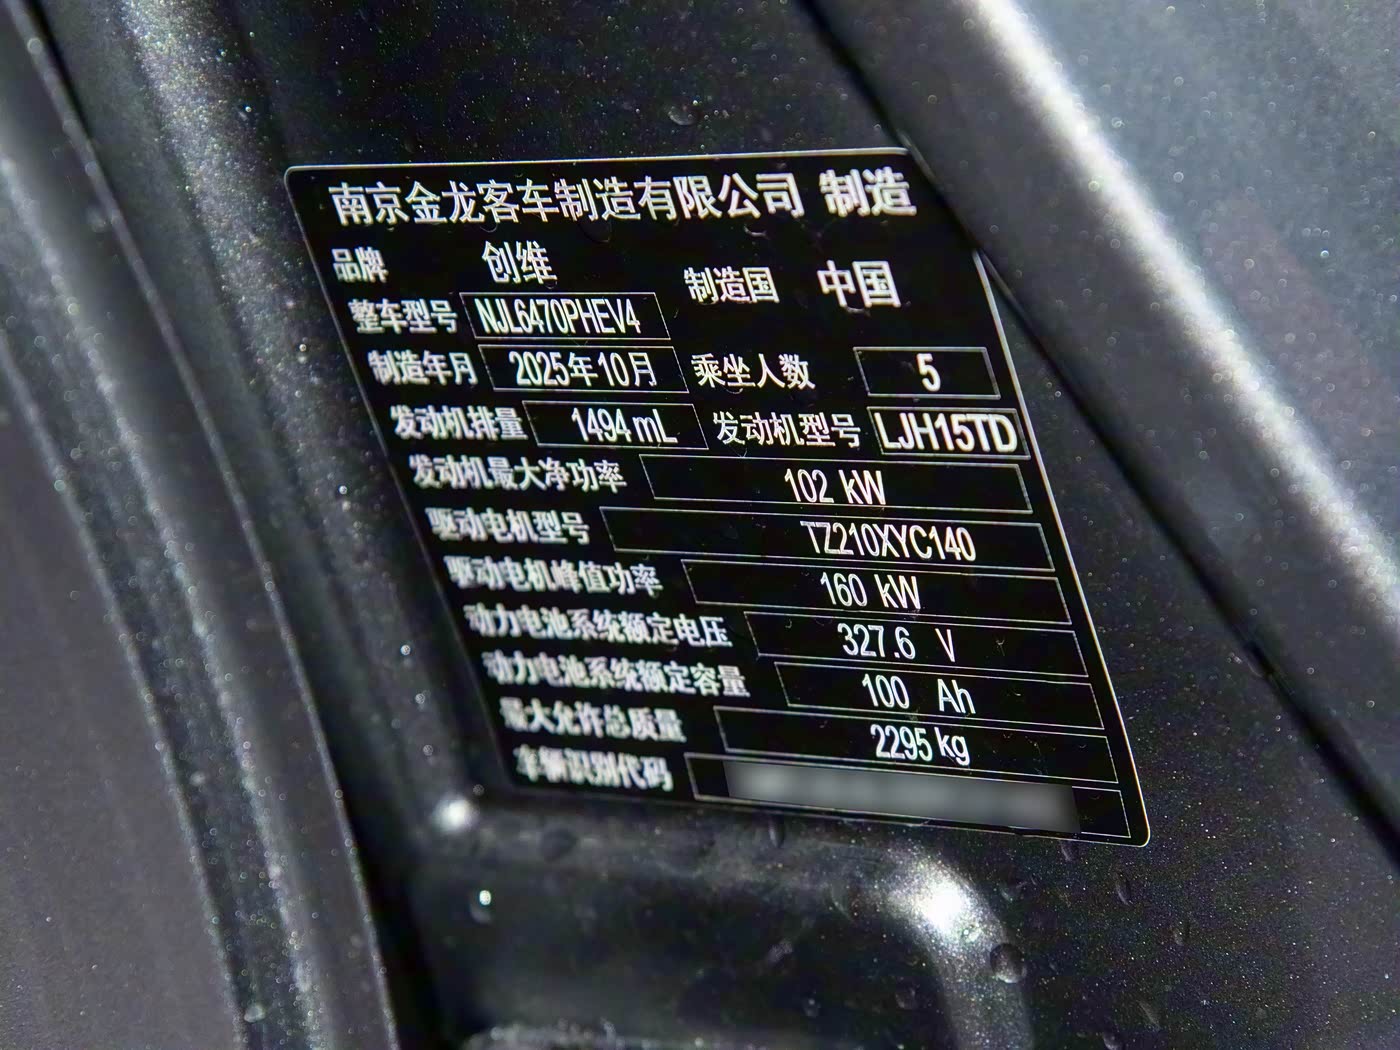 南京金龙客车制造有限公司 制造
品牌 创维 制造国 中国
整车型号 NJL6470PHEV4
制造年月 2025年10月 乘坐人数 5
发动机排量 1494 mL 发动机型号 LJH15TD
发动机最大净功率 102 kW
驱动电机型号 TZ210XYC140
驱动电机峰值功率 160 kW
动力电池系统额定电压 327.6 V
动力电池系统额定容量 100 Ah
最大允许总质量 2295 kg
车辆识别代码